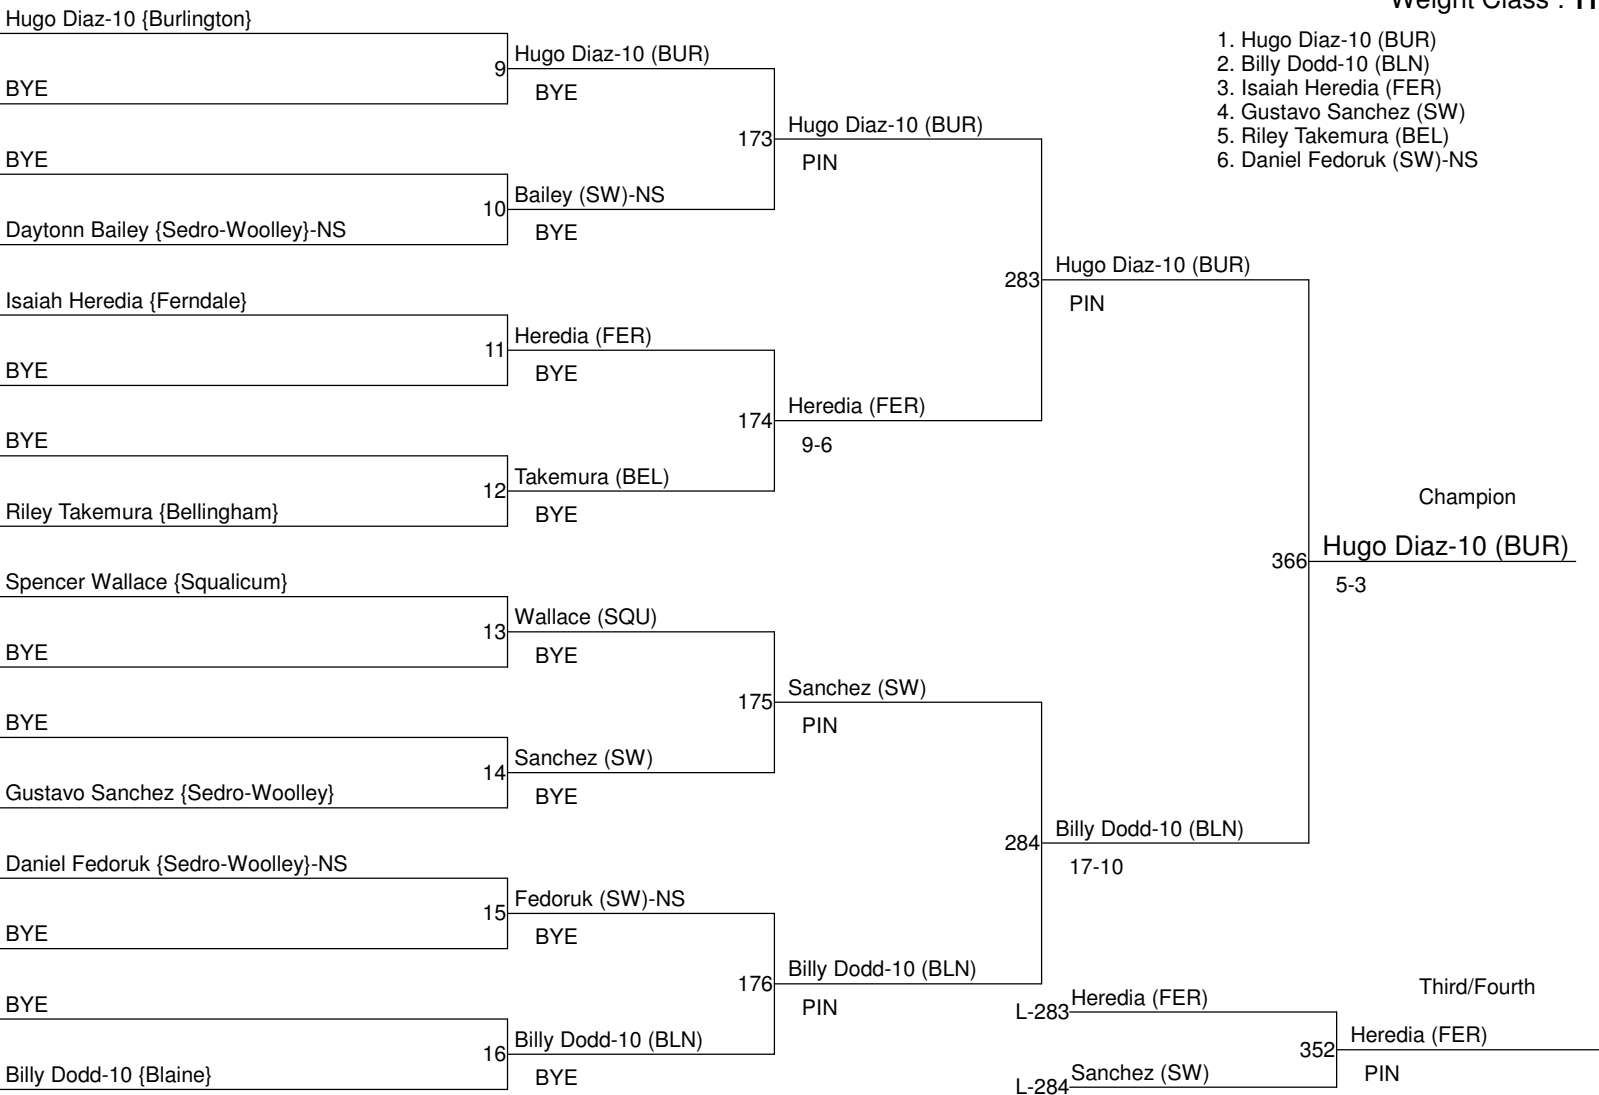 Weight Class :
1. Hugo Diaz-10 (BUR)
2. Billy Dodd-10 (BLN)
3. Isaiah Heredia (FER)
4. Gustavo Sanchez (SW)
5. Riley Takemura (BEL)
6. Daniel Fedoruk (SW)-NS
Hugo Diaz-10 {Burlington}
BYE
BYE
Daytonn Bailey {Sedro-Woolley}-NS
Isaiah Heredia {Ferndale}
BYE
BYE
Riley Takemura {Bellingham}
Spencer Wallace {Squalicum}
BYE
BYE
Gustavo Sanchez {Sedro-Woolley}
Daniel Fedoruk {Sedro-Woolley}-NS
BYE
BYE
Billy Dodd-10 {Blaine}
9 Hugo Diaz-10 (BUR)
BYE
10 Bailey (SW)-NS
BYE
11 Heredia (FER)
BYE
12 Takemura (BEL)
BYE
13 Wallace (SQU)
BYE
14 Sanchez (SW)
BYE
15 Fedoruk (SW)-NS
BYE
16 Billy Dodd-10 (BLN)
BYE
173 Hugo Diaz-10 (BUR)
PIN
174 Heredia (FER)
9-6
175 Sanchez (SW)
PIN
176 Billy Dodd-10 (BLN)
PIN
283 Hugo Diaz-10 (BUR)
PIN
284 Billy Dodd-10 (BLN)
17-10
Champion
366 Hugo Diaz-10 (BUR)
5-3
Third/Fourth
L-283 Heredia (FER)
L-284 Sanchez (SW)
352 Heredia (FER)
PIN